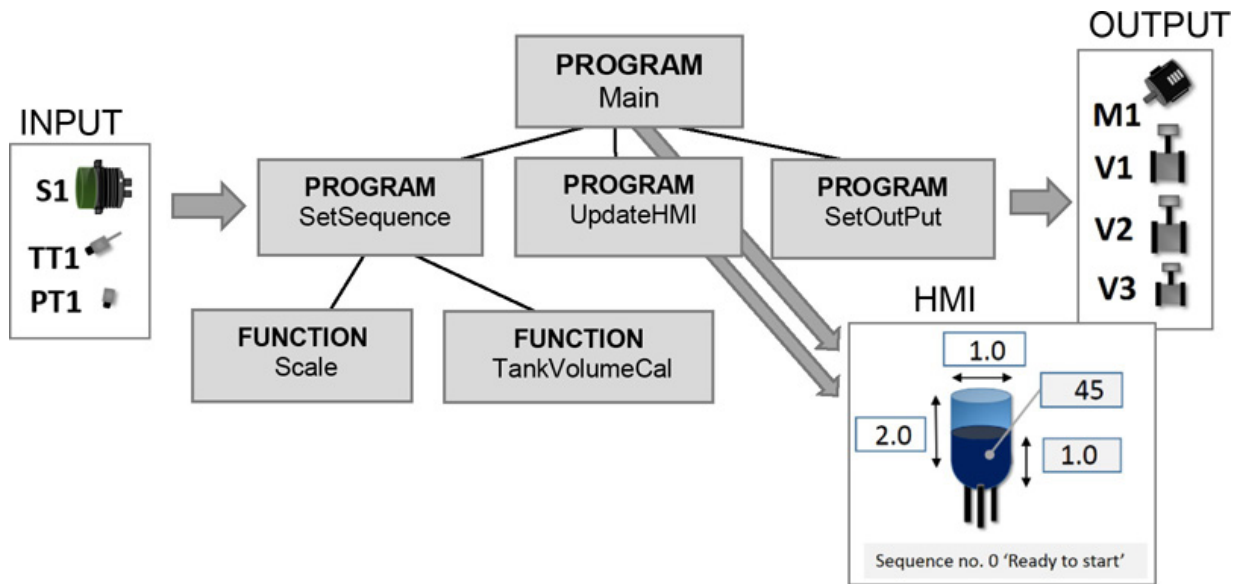 INPUT
S1
TT1
PT1
PROGRAM
Main
PROGRAM
SetSequence
PROGRAM
UpdateHMI
PROGRAM
SetOutPut
FUNCTION
Scale
FUNCTION
TankVolumeCal
OUTPUT
M1
V1
V2
V3
HMI
1.0
45
2.0
1.0
Sequence no. 0 ‘Ready to start’